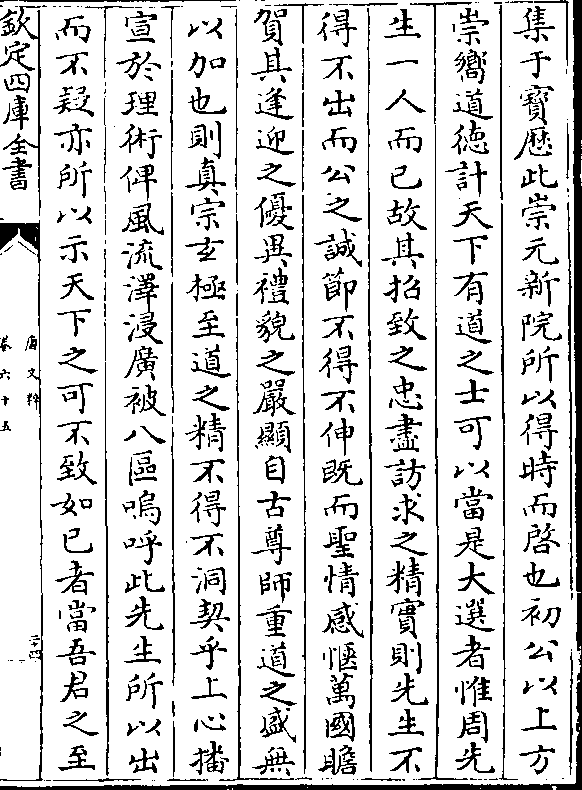 集于寶厯此崇元新院所以得時而啓也初公以上方
崇嚮道徳計天下有道之士可以當是大選者惟周先
生一人而已故其招致之忠盡訪求之精實則先生不
得不出而公之誠節不得不伸既而聖情感惬萬國瞻
賀其逢迎之優異禮貌之嚴顯自古尊師重道之盛無
以加也則真宗玄極至道之精不得不洞契乎上心播
宣於理術俾風流澤浸廣被八區嗚呼此先生所以出
而不疑亦所以示天下之可不致如已者當吾君之至
欽定四庫全書
唐文粹
卷六十五
二四